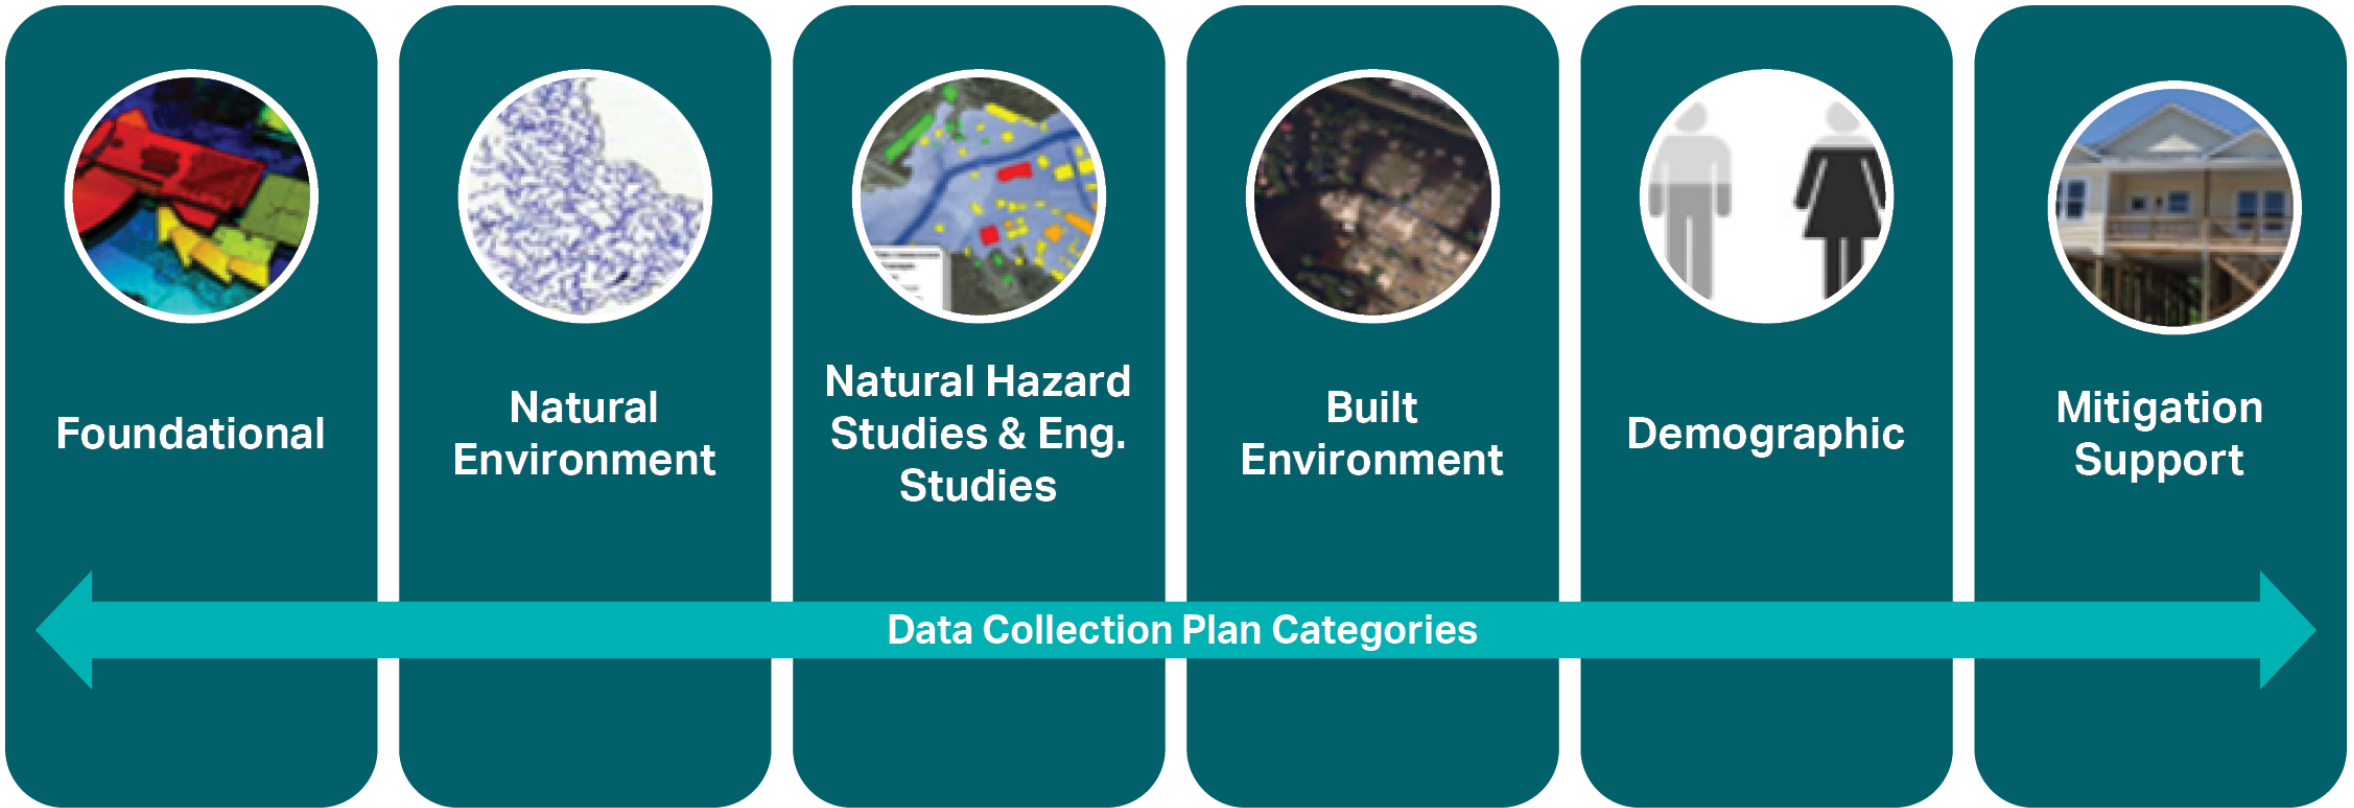 Foundational
Natural
Environment
Natural Hazard
Studies & Eng.
Studies
Built
Environment
Demographic
Mitigation
Support
Data Collection Plan Categories